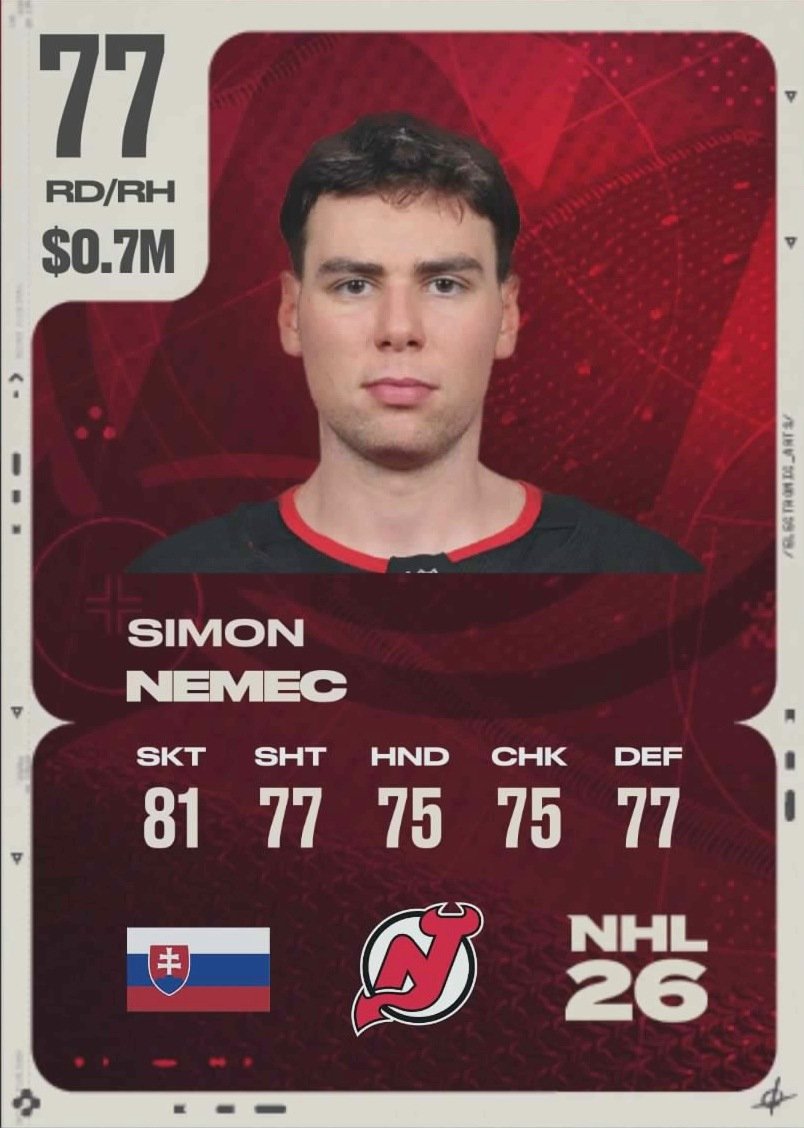 77
RD/RH
$0.7M
SIMON
NEMEC
SKT SHT HND CHK DEF
81 77 75 75 77
NHL
26